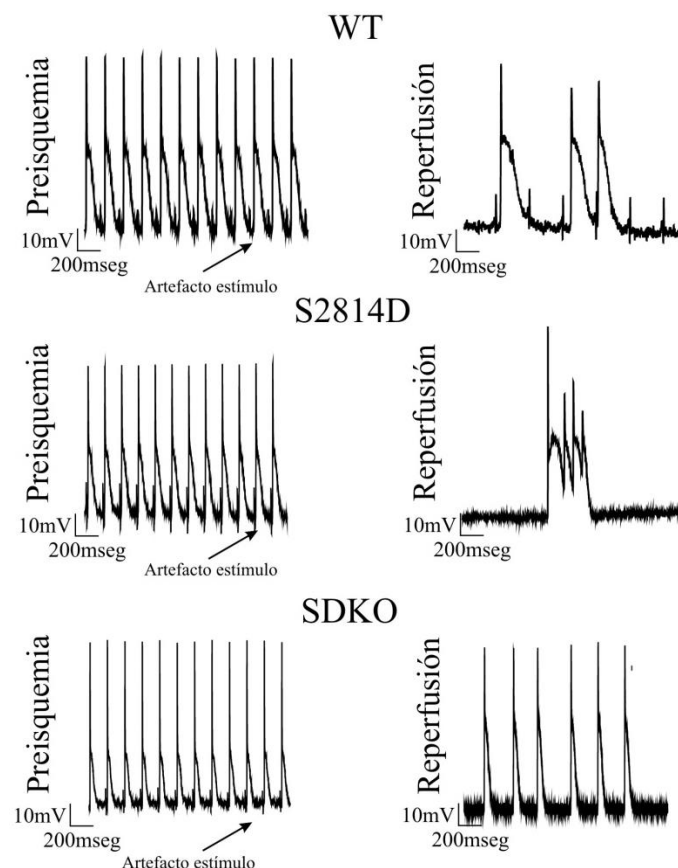 WT
Preisquemia
10mV
200mseg
Artefacto estímulo
Reperfusión
10mV
200mseg
S2814D
Preisquemia
10mV
200mseg
Artefacto estímulo
Reperfusión
10mV
200mseg
SDKO
Preisquemia
10mV
200mseg
Artefacto estímulo
Reperfusión
10mV
200mseg